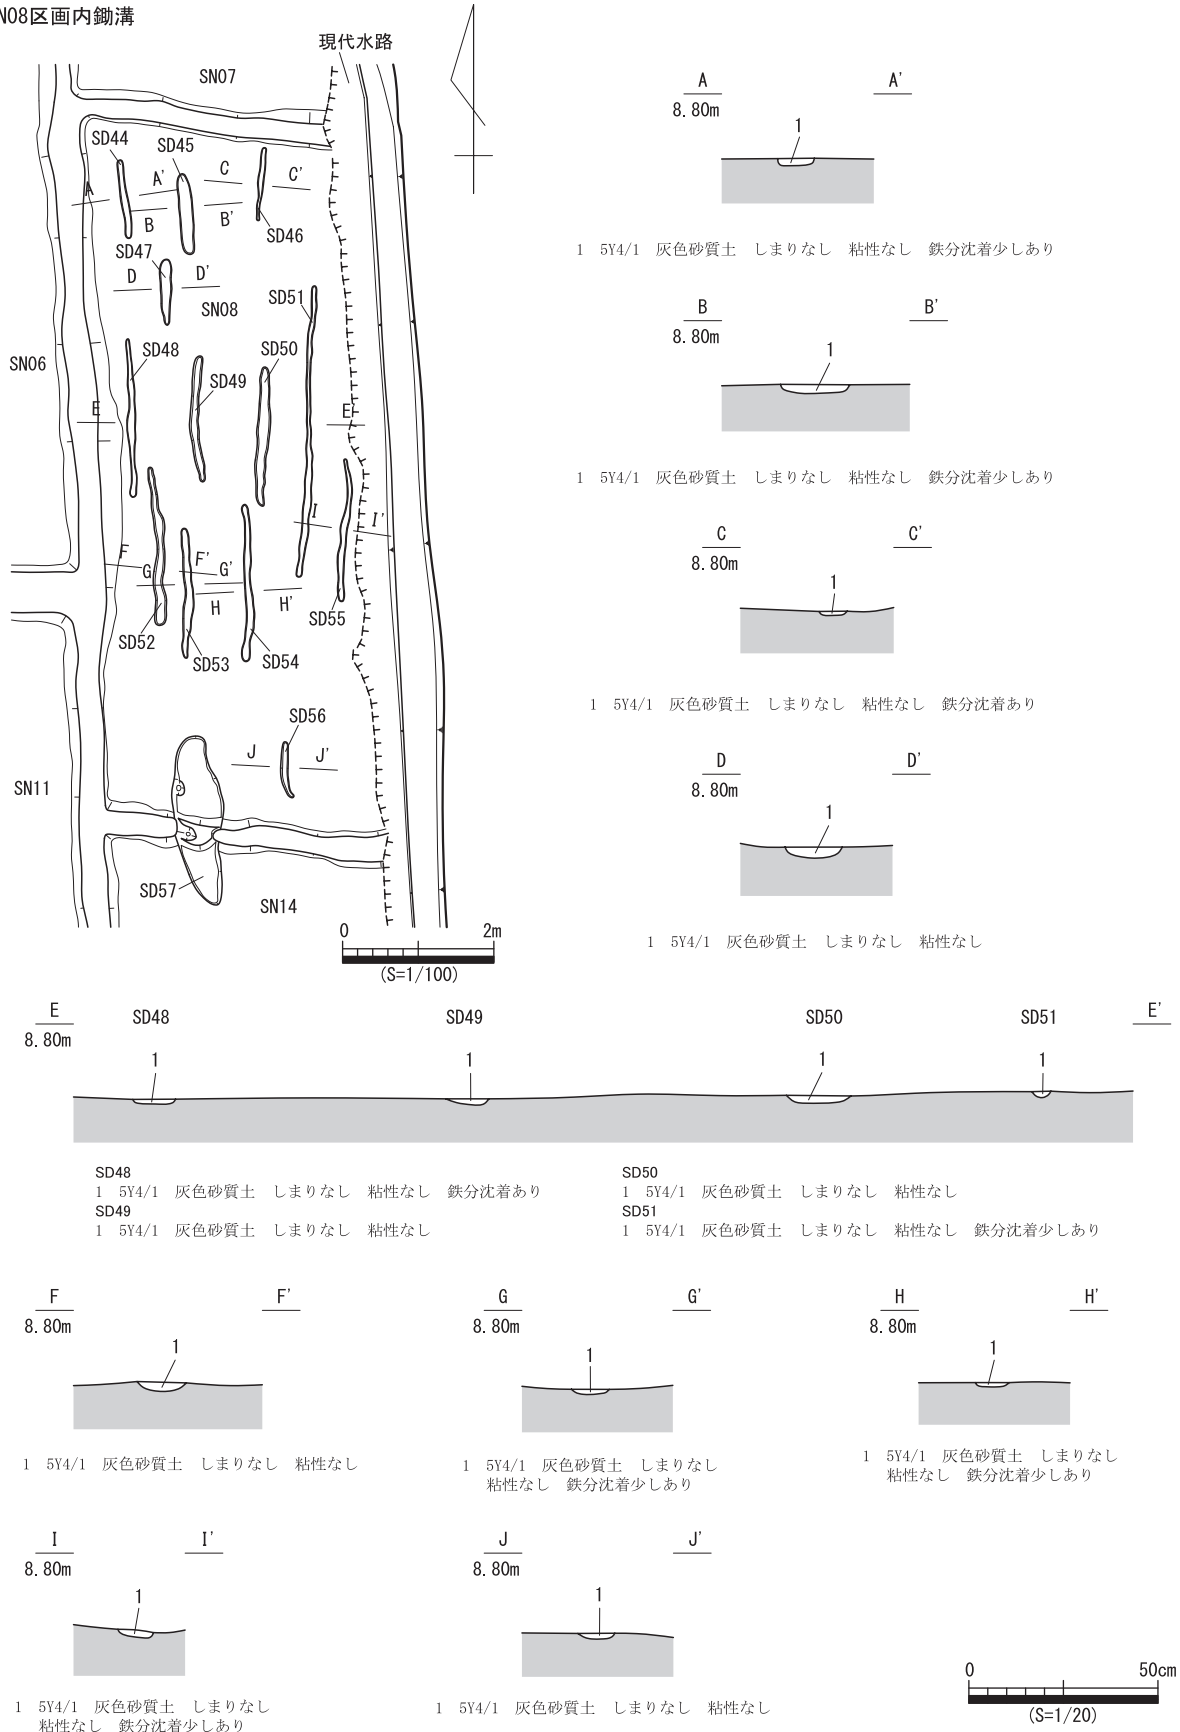 N08区画内鋤溝
現代水路
SN07
SD44
SD45
A
A'
C
C'
B
B'
SD46
SD47
D
D'
SN08
SD51
SN06
SD48
SD50
SD49
E
E'
I
I'
F
F'
G
G'
H
H'
SD52
SD53
SD54
SD55
SD56
J
J'
SN11
SD57
SN14
0 2m
(S=1/100)
A A'
8.80m
1
1 5Y4/1 灰色砂質土 しまりなし 粘性なし 鉄分沈着少しあり
B B'
8.80m
1
1 5Y4/1 灰色砂質土 しまりなし 粘性なし 鉄分沈着少しあり
C C'
8.80m
1
1 5Y4/1 灰色砂質土 しまりなし 粘性なし 鉄分沈着あり
D D'
8.80m
1
1 5Y4/1 灰色砂質土 しまりなし 粘性なし
E SD48 SD49 SD50 SD51 E'
8.80m
1 1 1 1
SD48
1 5Y4/1 灰色砂質土 しまりなし 粘性なし 鉄分沈着あり
SD49
1 5Y4/1 灰色砂質土 しまりなし 粘性なし
SD50
1 5Y4/1 灰色砂質土 しまりなし 粘性なし
SD51
1 5Y4/1 灰色砂質土 しまりなし 粘性なし 鉄分沈着少しあり
F F'
8.80m
1
1 5Y4/1 灰色砂質土 しまりなし 粘性なし
G G'
8.80m
1
1 5Y4/1 灰色砂質土 しまりなし
粘性なし 鉄分沈着少しあり
H H'
8.80m
1
1 5Y4/1 灰色砂質土 しまりなし
粘性なし 鉄分沈着少しあり
I I'
8.80m
1
1 5Y4/1 灰色砂質土 しまりなし
粘性なし 鉄分沈着少しあり
J J'
8.80m
1
1 5Y4/1 灰色砂質土 しまりなし 粘性なし
0 50cm
(S=1/20)